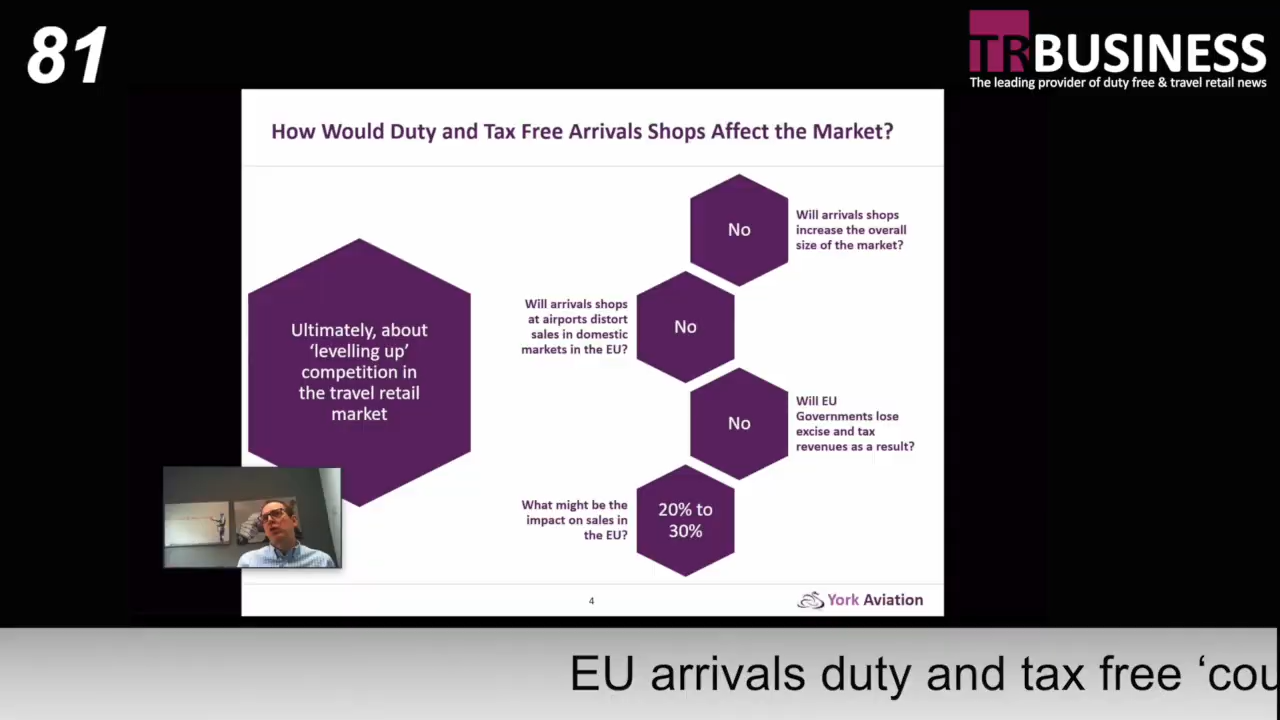 81
TRBUSINESS
The leading provider of duty free & travel retail news
How Would Duty and Tax Free Arrivals Shops Affect the Market?
Ultimately, about
‘levelling up’
competition in
the travel retail
market
No
Will arrivals shops
increase the overall
size of the market?
Will arrivals shops
at airports distort
sales in domestic
markets in the EU?
No
No
Will EU
Governments lose
excise and tax
revenues as a result?
What might be the
impact on sales in
the EU?
20% to
30%
4
York Aviation
EU arrivals duty and tax free ‘cou